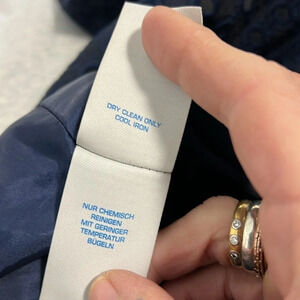 DRY CLEAN ONLY
COOL IRON
NUR CHEMISCH
REINIGEN
MIT GERINGER
TEMPERATUR
BÜGELN